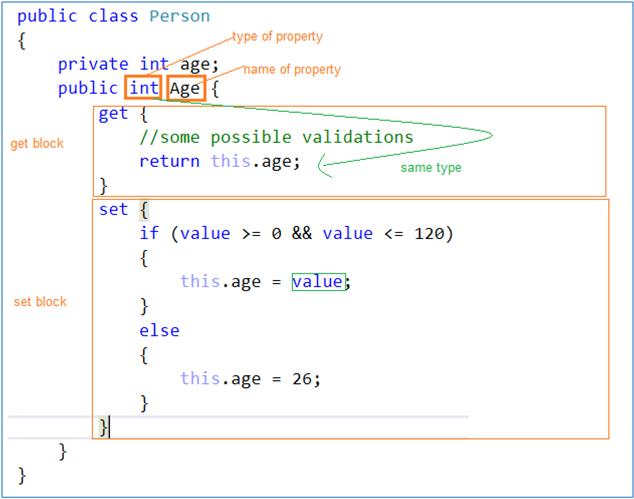 public class Person
{
type of property
private int age;
name of property
public int Age {
get block
get {
//some possible validations
return this.age;
same type
}
set block
set {
if (value >= 0 && value <= 120)
{
this.age = value;
}
else
{
this.age = 26;
}
}
}
}